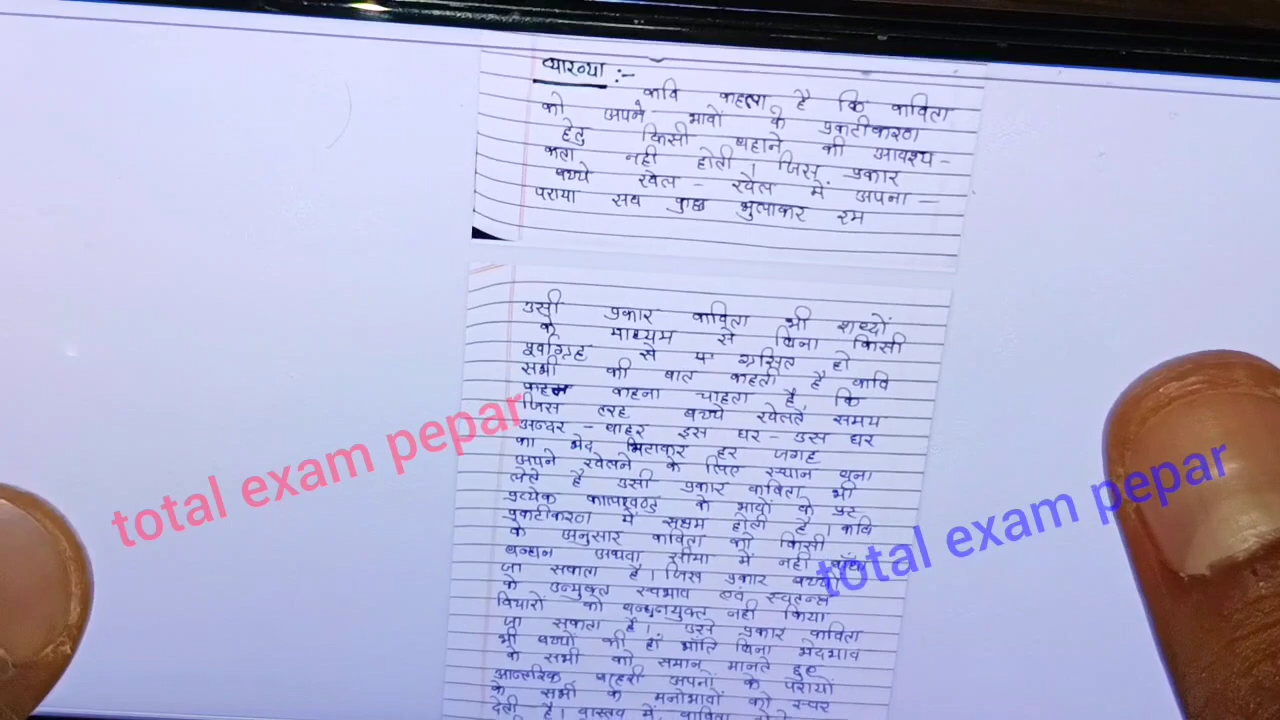 व्याख्या :-
कवि कहता है कि कविता
को अपने भावों के प्रकटीकरण
हेतु किसी बहाने की आवश्य-
कता नही होती। जिस प्रकार
बच्चे खेल - खेल में अपना -
पराया सब कुछ भुलाकर रम
उसी प्रकार कविता भी शब्दों
के माध्यम से बिना किसी
पूर्वाग्रह से ग्रसित हो
सभी की बात कहती है कवि
कहना चाहता है, कि
जिस तरह बच्चे खेलते समय
अन्दर - बाहर इस घर - उस घर
का भेद मिटाकर हर जगह
अपने खेलने के लिए स्थान बना
लेते है उसी प्रकार कविता भी
प्रत्येक के भावों के
प्रकटीकरण में सक्षम होती है। कवि
के अनुसार कविता को किसी
बन्धन अथवा सीमा में नही बाँधा
जा सकता है। जिस प्रकार बच्चों
के उन्मुक्त स्वभाव एवं स्वतन्त्र
विचारों को बन्धनयुक्त नही किया
जा सकता है। उसी प्रकार कविता
भी बच्चों की ही भाँति बिना भेदभाव
के सभी को समान मानते हुए
आन्तरिक, बाहरी अपनों के परायों
के सभी के मनोभावों को स्वर
देती है। वास्तव में, कविता
total exam pepar
total exam pepar